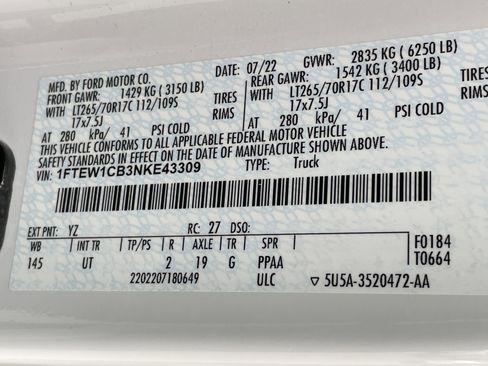 MFD. BY FORD MOTOR CO. DATE: 07/22 GVWR: 2835 KG ( 6250 LB)
FRONT GAWR: 1429 KG ( 3150 LB) REAR GAWR: 1542 KG ( 3400 LB)
LT265/70R17C 112/109S TIRES LT265/70R17C 112/109S
17x7.5J RIMS 17x7.5J
AT 280 kPa/ 41 PSI COLD AT 280 kPa/ 41 PSI COLD
THIS VEHICLE CONFORMS TO ALL APPLICABLE FEDERAL MOTOR VEHICLE
SAFETY STANDARDS IN EFFECT ON THE DATE OF MANUFACTURE SHOWN ABOVE.
VIN: 1FTEW1CB3NKE43309 TYPE: Truck
EXT PNT: YZ RC: 27 DSO:
WB INT TR TP/PS R AXLE TR SPR F0184
145 UT 2 19 G PPAA T0664
2202207180649 ULC 5U5A-3520472-AA